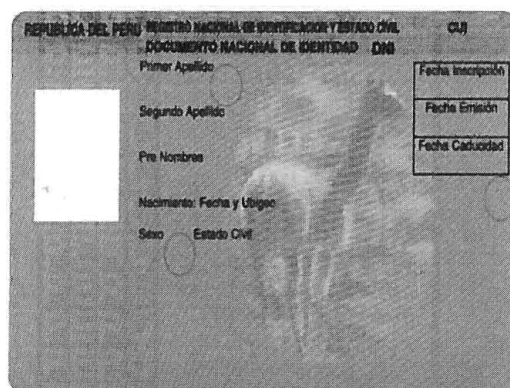 REPUBLICA DEL PERU REGISTRO NACIONAL DE IDENTIFICACION Y ESTADO CIVIL CUI
DOCUMENTO NACIONAL DE IDENTIDAD DNI
Primer Apellido
Fecha Inscripción
Segundo Apellido
Fecha Emisión
Pre Nombres
Fecha Caducidad
Nacimiento: Fecha y Ubigeo
Sexo Estado Civil